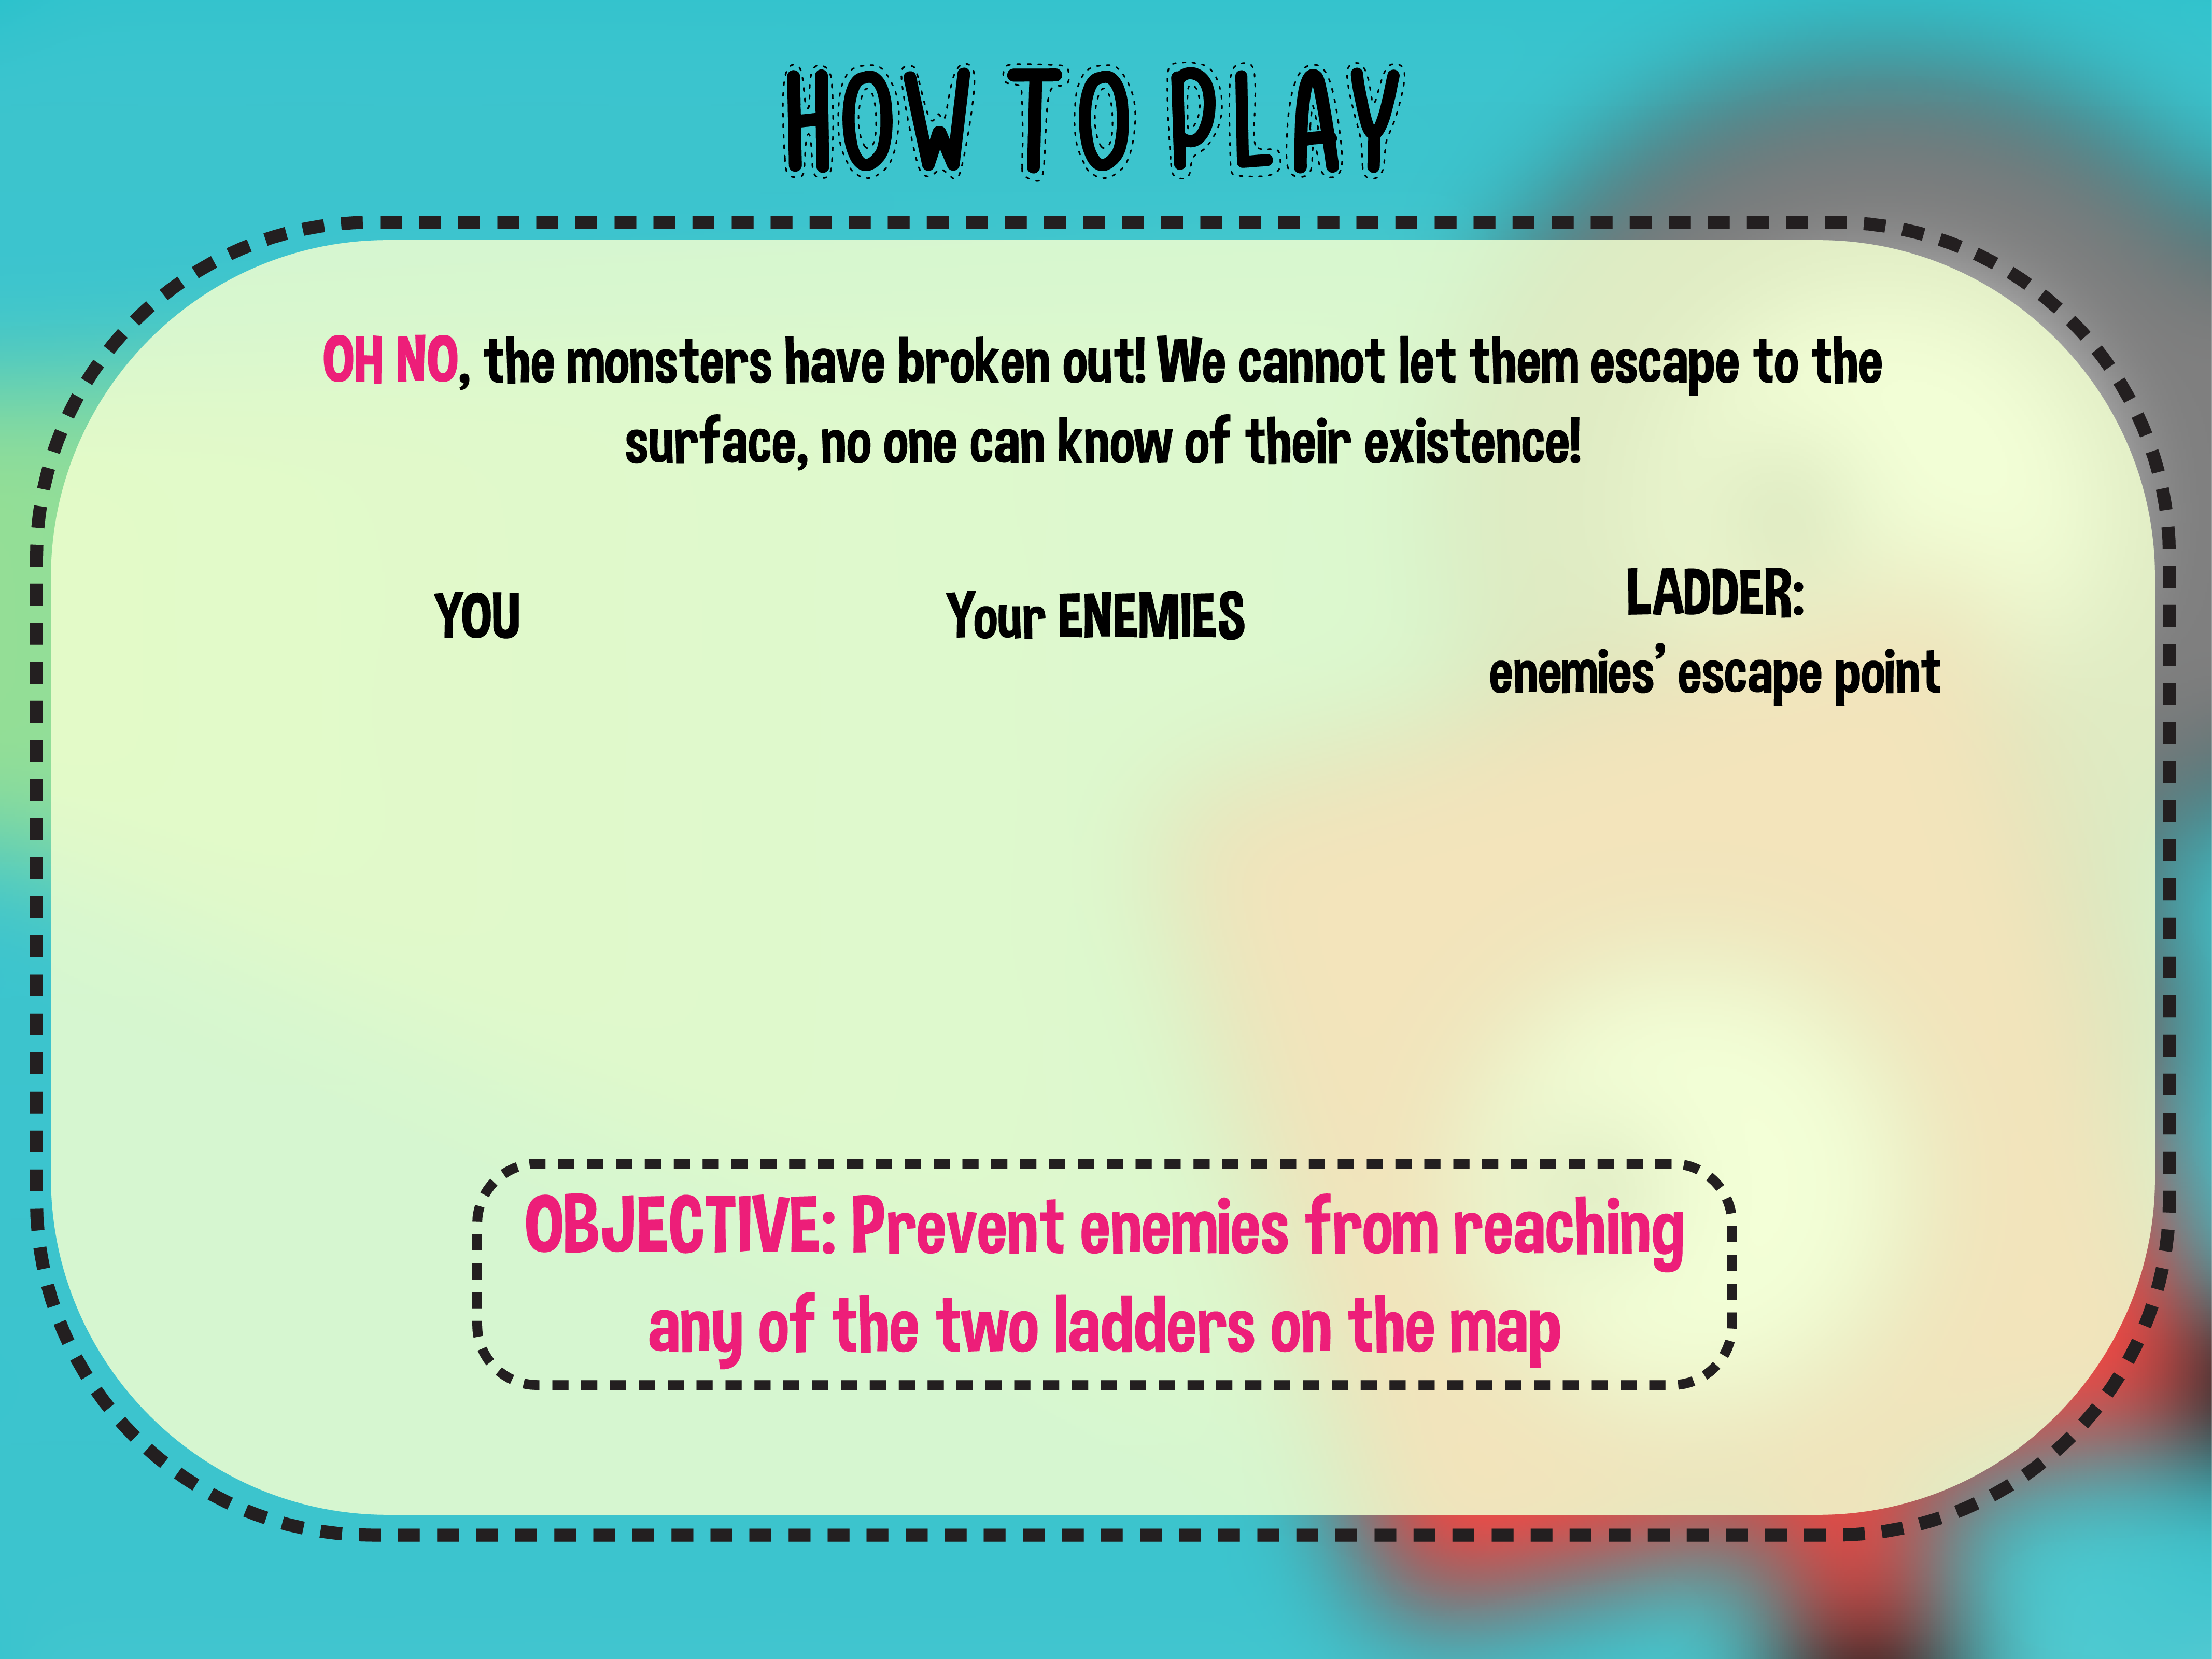 HOW TO PLAY
OH NO, the monsters have broken out! We cannot let them escape to the
surface, no one can know of their existence!
YOU
Your ENEMIES
LADDER:
enemies’ escape point
OBJECTIVE: Prevent enemies from reaching
any of the two ladders on the map